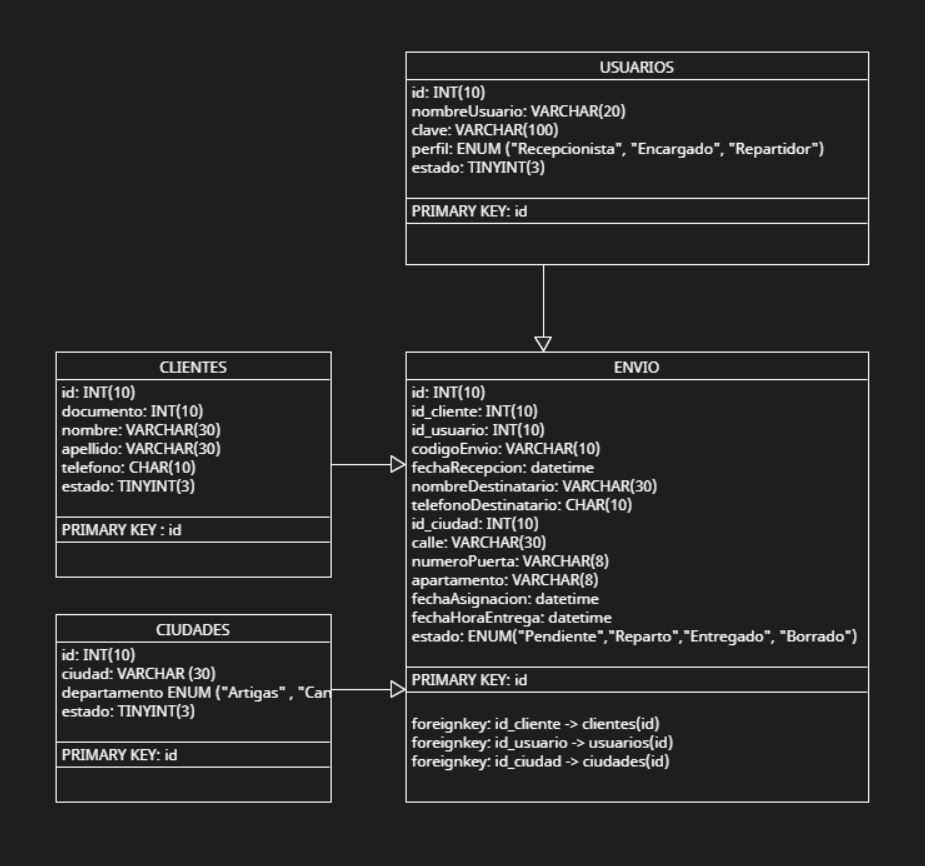 USUARIOS
id: INT(10)
nombreUsuario: VARCHAR(20)
clave: VARCHAR(100)
perfil: ENUM ("Recepcionista", "Encargado", "Repartidor")
estado: TINYINT(3)
PRIMARY KEY: id
CLIENTES
id: INT(10)
documento: INT(10)
nombre: VARCHAR(30)
apellido: VARCHAR(30)
telefono: CHAR(10)
estado: TINYINT(3)
PRIMARY KEY : id
ENVIO
id: INT(10)
id_cliente: INT(10)
id_usuario: INT(10)
codigoEnvio: VARCHAR(10)
fechaRecepcion: datetime
nombreDestinatario: VARCHAR(30)
telefonoDestinatario: CHAR(10)
id_ciudad: INT(10)
calle: VARCHAR(30)
numeroPuerta: VARCHAR(8)
apartamento: VARCHAR(8)
fechaAsignacion: datetime
fechaHoraEntrega: datetime
estado: ENUM("Pendiente","Reparto","Entregado", "Borrado")
PRIMARY KEY: id
foreignkey: id_cliente -> clientes(id)
foreignkey: id_usuario -> usuarios(id)
foreignkey: id_ciudad -> ciudades(id)
CIUDADES
id: INT(10)
ciudad: VARCHAR (30)
departamento ENUM ("Artigas" , "Can
estado: TINYINT(3)
PRIMARY KEY: id